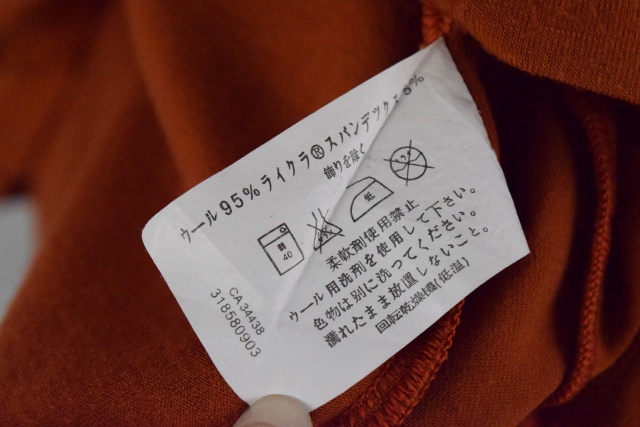 ウール95%ライクラ®スパンデックス5%
飾りを除く
弱 40 低
柔軟剤使用禁止
ウール用洗剤を使用して下さい。
色物は別に洗ってください。
濡れたまま放置しないこと。
回転乾燥機(低温)
CA 34438
318580903